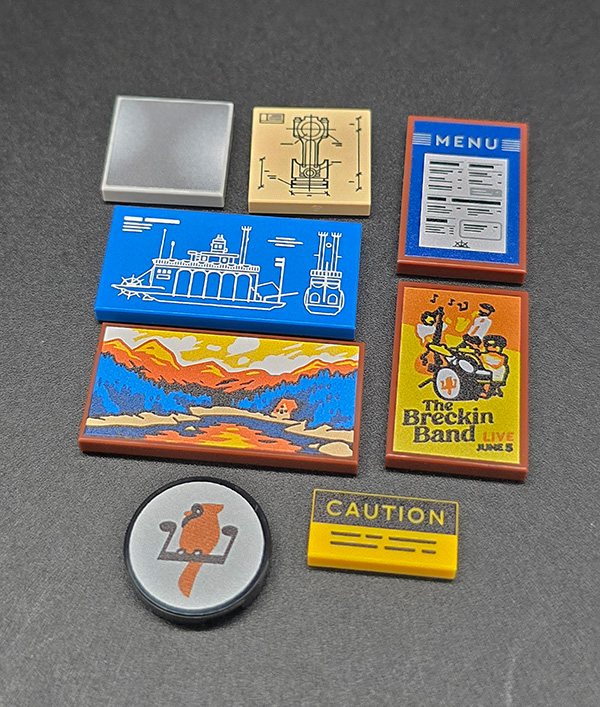 MENU
The
Breckin
Band
LIVE
JUNE 5
CAUTION